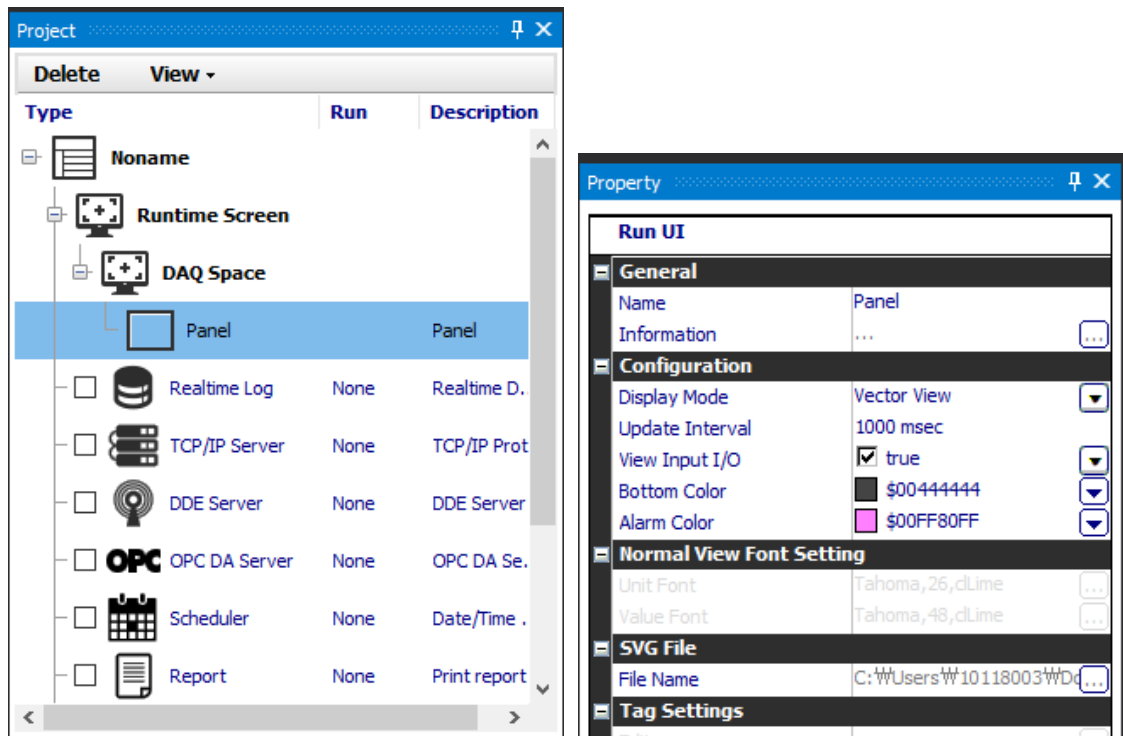 Project
Delete View
Type Run Description
Noname
Runtime Screen
DAQ Space
Panel Panel
Realtime Log None Realtime D.
TCP/IP Server None TCP/IP Prot
DDE Server None DDE Server
OPC OPC DA Server None OPC DA Se.
Scheduler None Date/Time .
Report None Print report
Property
Run UI
General
Name Panel
Information ... ...
Configuration
Display Mode Vector View
Update Interval 1000 msec
View Input I/O true
Bottom Color $00444444
Alarm Color $00FF80FF
Normal View Font Setting
Unit Font Tahoma,26,clLime ...
Value Font Tahoma,48,clLime ...
SVG File
File Name C:₩Users₩10118003₩Do ...
Tag Settings